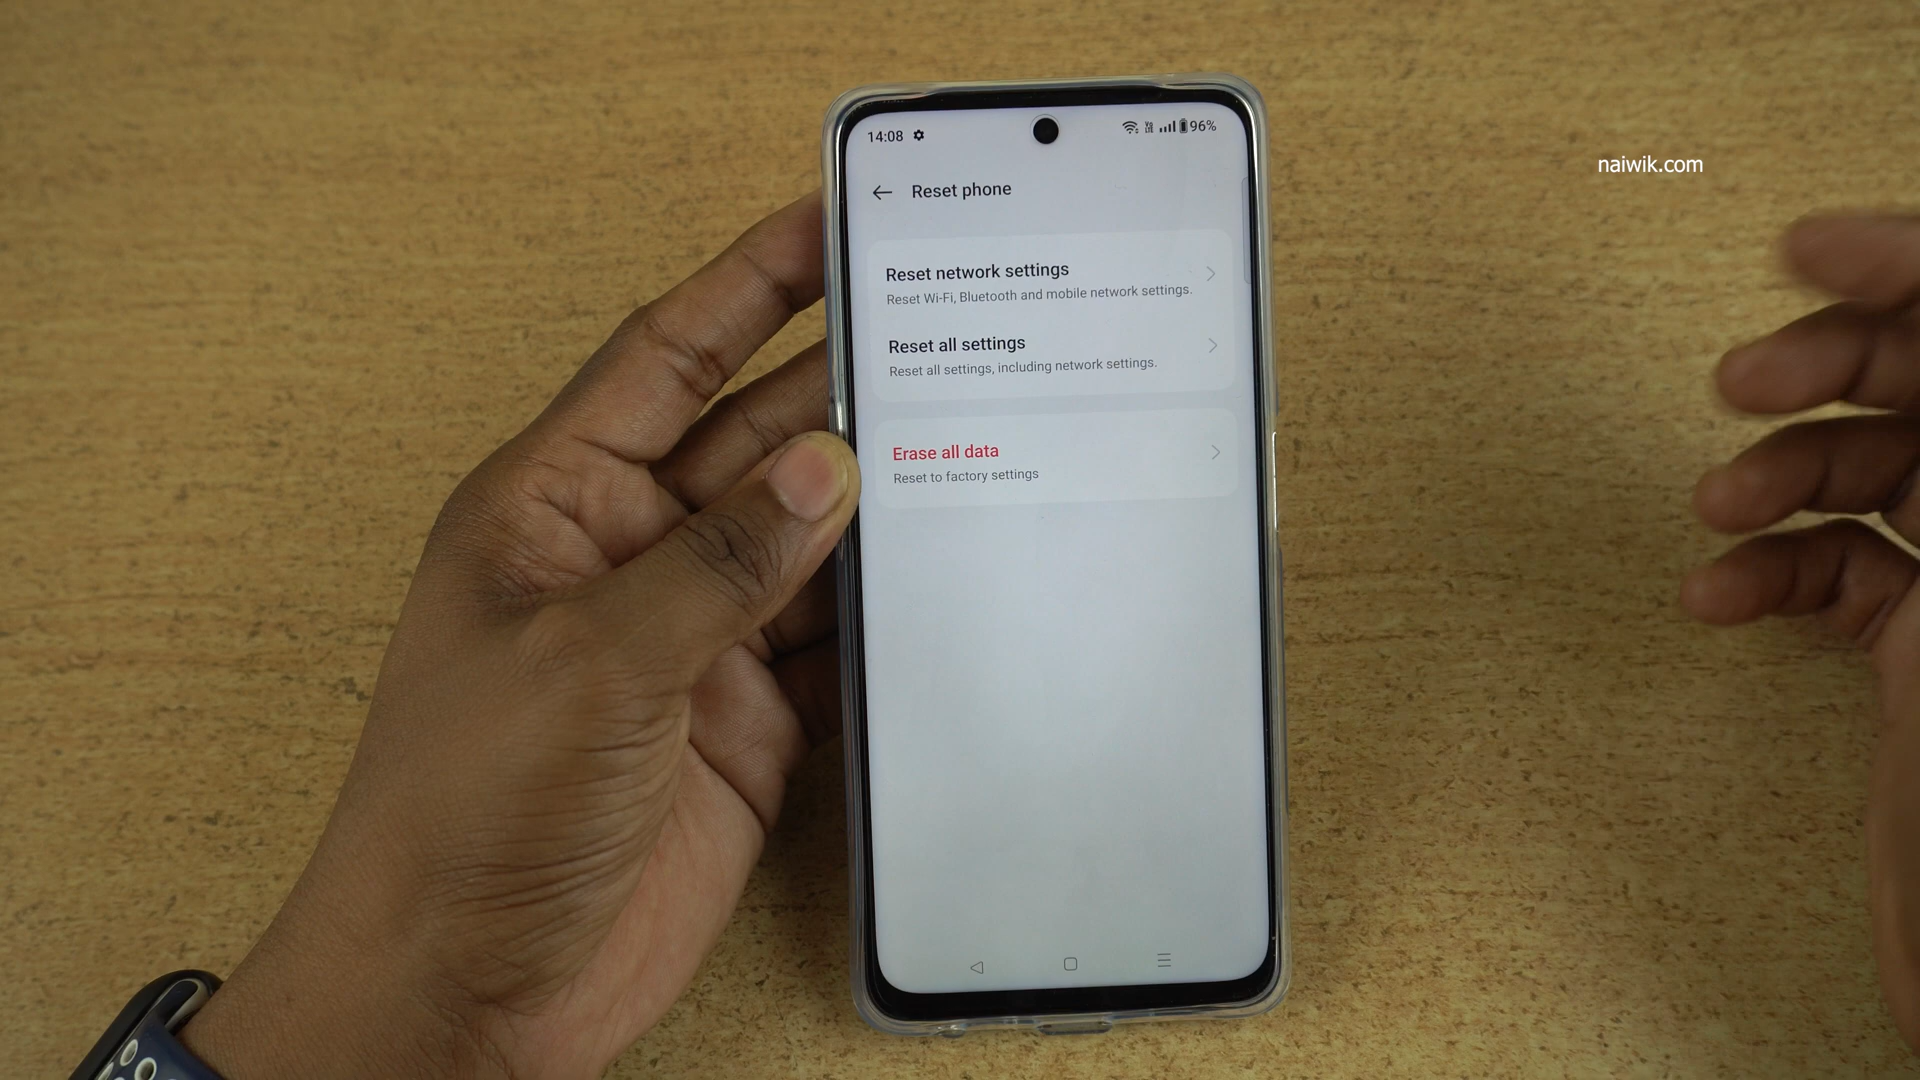 14:08
96%
naiwik.com
Reset phone
Reset network settings
Reset Wi-Fi, Bluetooth and mobile network settings.
Reset all settings
Reset all settings, including network settings.
Erase all data
Reset to factory settings